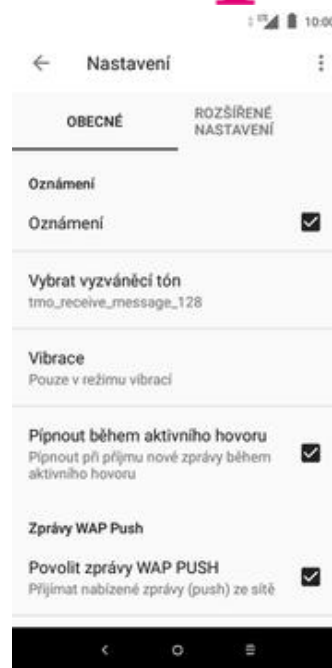 10:00
Nastavení
OBECNÉ
ROZŠÍŘENÉ
NASTAVENÍ
Oznámení
Oznámení
Vybrat vyzváněcí tón
tmo_receive_message_128
Vibrace
Pouze v režimu vibrací
Pípnout během aktivního hovoru
Pípnout při příjmu nové zprávy během
aktivního hovoru
Zprávy WAP Push
Povolit zprávy WAP PUSH
Přijímat nabízené zprávy (push) ze sítě